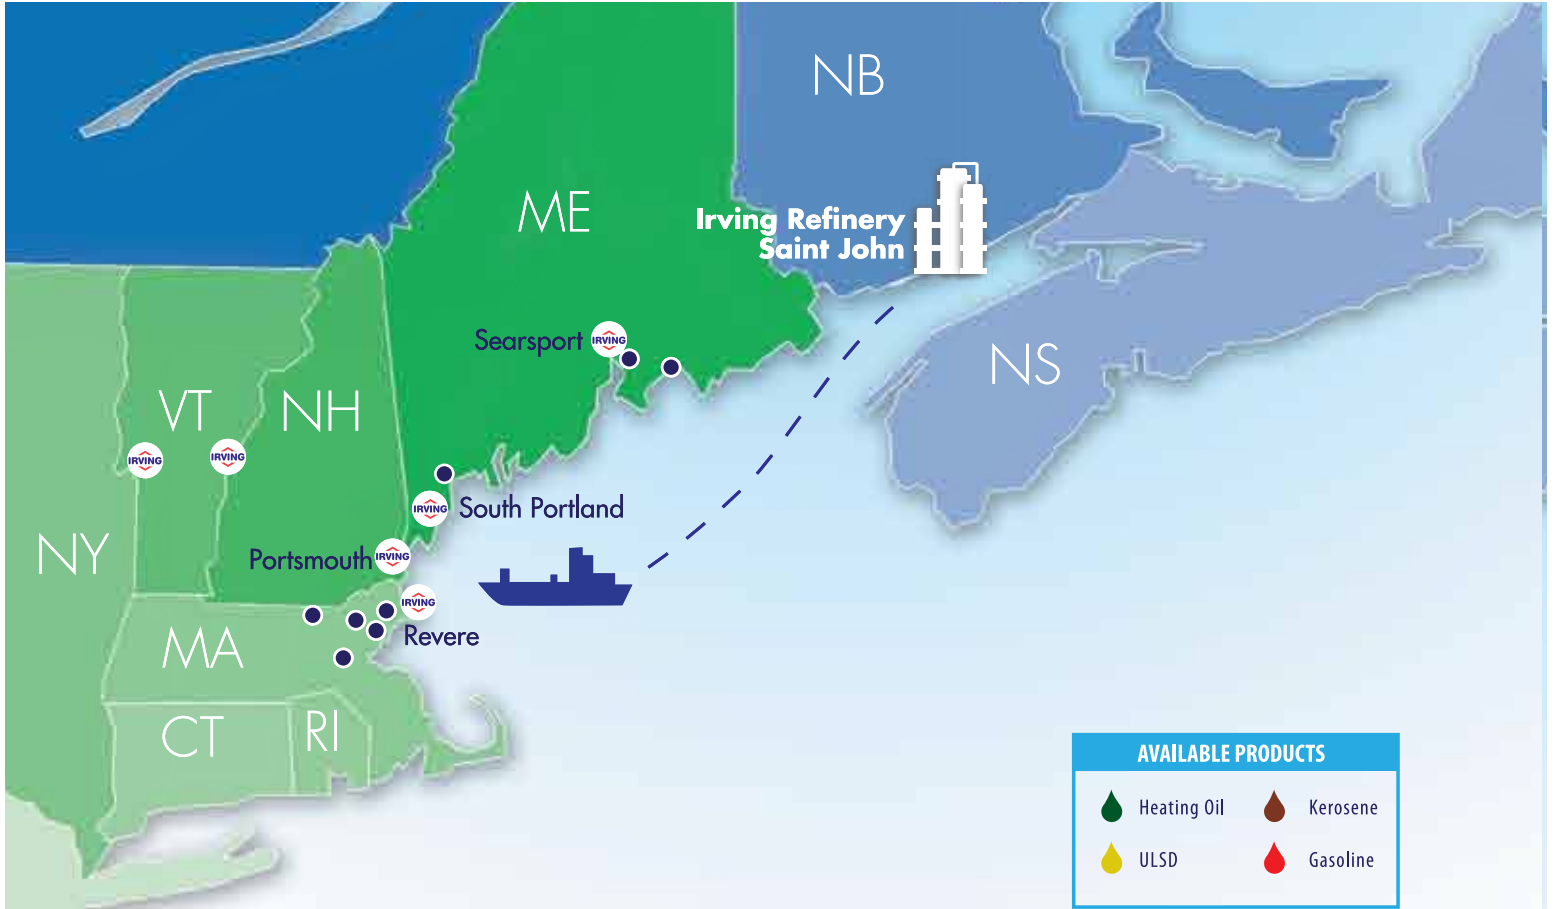 NB
ME
Irving Refinery
Saint John
Searsport
IRVING
NS
VT
NH
IRVING
IRVING
IRVING
South Portland
NY
Portsmouth
IRVING
IRVING
Revere
MA
CT
RI
AVAILABLE PRODUCTS
Heating Oil
Kerosene
ULSD
Gasoline